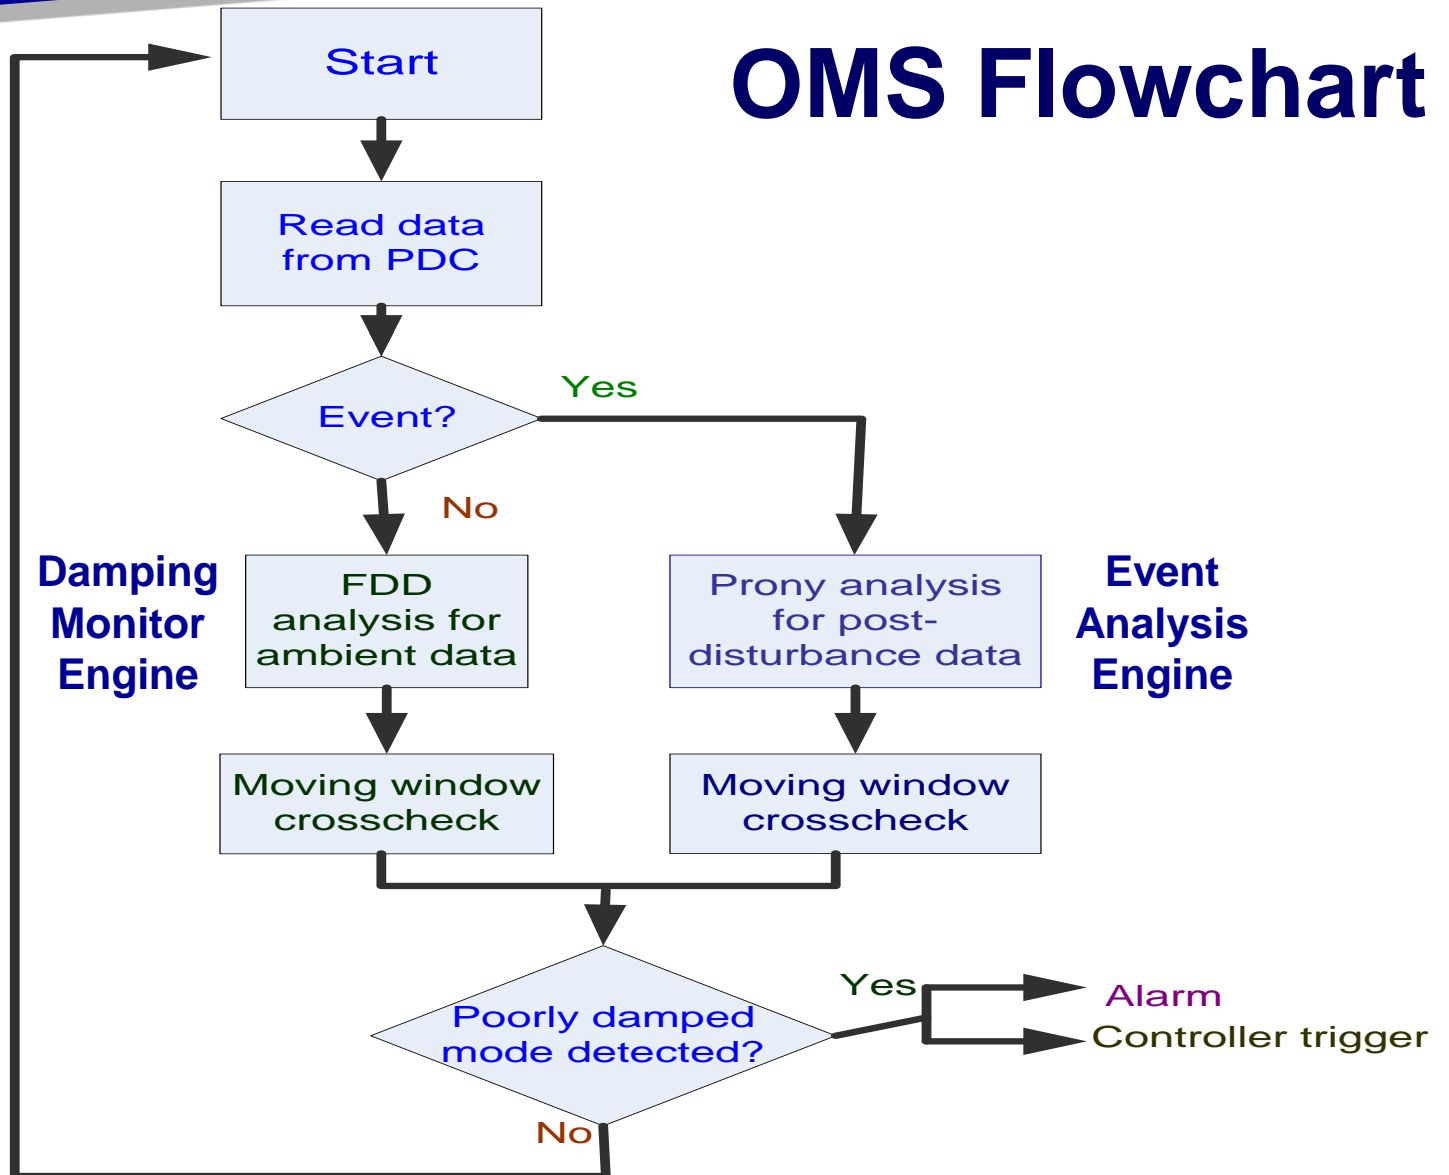 OMS Flowchart
Start
Read data
from PDC
Event?
Yes
No
Damping
Monitor
Engine
FDD
analysis for
ambient data
Prony analysis
for post-
disturbance data
Event
Analysis
Engine
Moving window
crosscheck
Moving window
crosscheck
Poorly damped
mode detected?
Yes
Alarm
Controller trigger
No